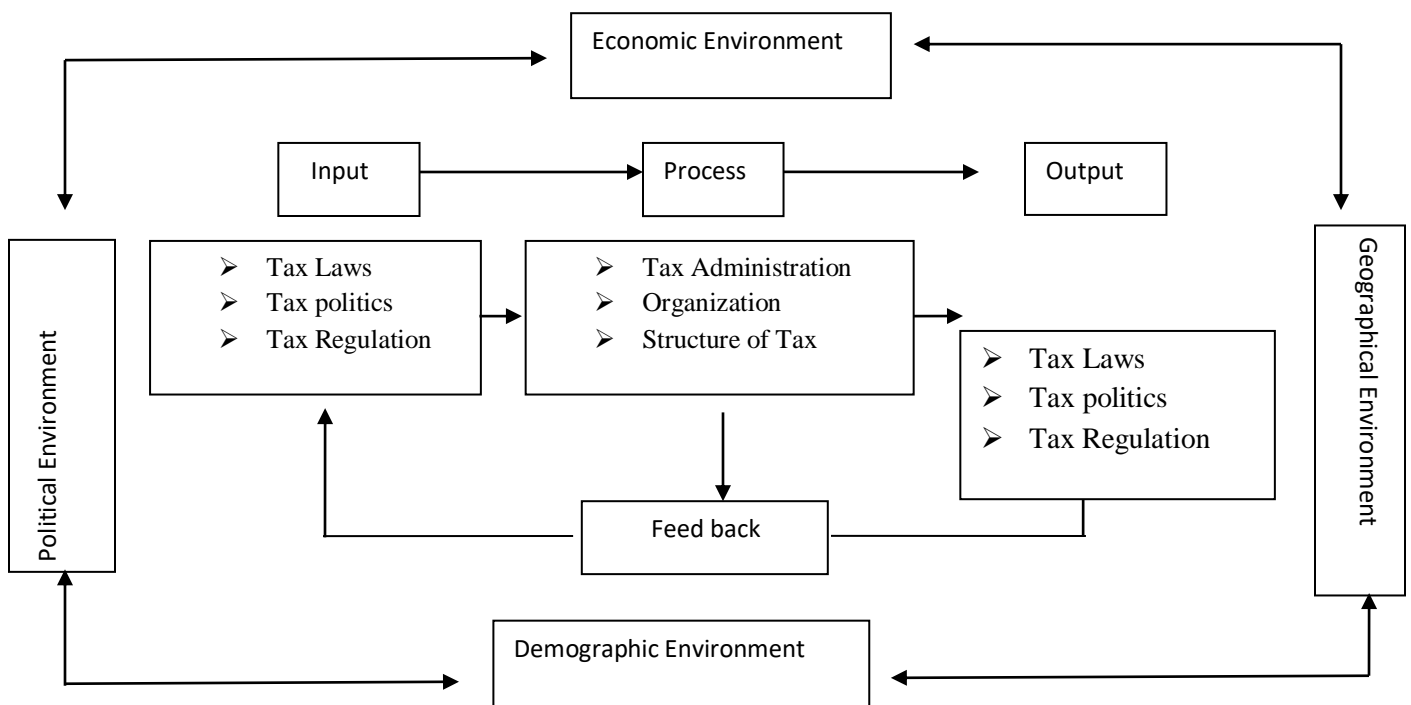 Economic Environment
Input
Process
Output
Political Environment
➢ Tax Laws
➢ Tax politics
➢ Tax Regulation
➢ Tax Administration
➢ Organization
➢ Structure of Tax
➢ Tax Laws
➢ Tax politics
➢ Tax Regulation
Geographical Environment
Feed back
Demographic Environment